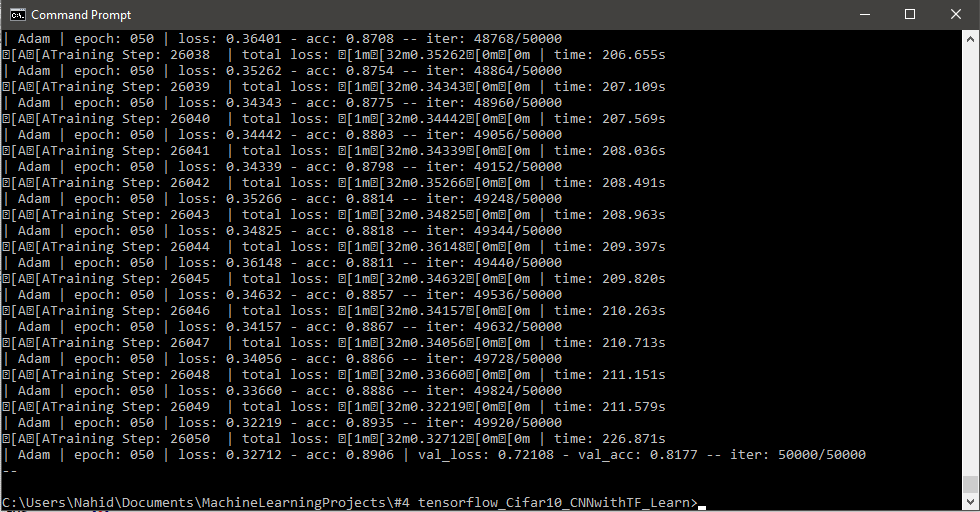 Command Prompt
| Adam | epoch: 050 | loss: 0.36401 - acc: 0.8708 -- iter: 48768/50000
[A[ATraining Step: 26038  | total loss: [1m[32m0.35262[0m[0m | time: 206.655s
| Adam | epoch: 050 | loss: 0.35262 - acc: 0.8754 -- iter: 48864/50000
[A[ATraining Step: 26039  | total loss: [1m[32m0.34343[0m[0m | time: 207.109s
| Adam | epoch: 050 | loss: 0.34343 - acc: 0.8775 -- iter: 48960/50000
[A[ATraining Step: 26040  | total loss: [1m[32m0.34442[0m[0m | time: 207.569s
| Adam | epoch: 050 | loss: 0.34442 - acc: 0.8803 -- iter: 49056/50000
[A[ATraining Step: 26041  | total loss: [1m[32m0.34339[0m[0m | time: 208.036s
| Adam | epoch: 050 | loss: 0.34339 - acc: 0.8798 -- iter: 49152/50000
[A[ATraining Step: 26042  | total loss: [1m[32m0.35266[0m[0m | time: 208.491s
| Adam | epoch: 050 | loss: 0.35266 - acc: 0.8814 -- iter: 49248/50000
[A[ATraining Step: 26043  | total loss: [1m[32m0.34825[0m[0m | time: 208.963s
| Adam | epoch: 050 | loss: 0.34825 - acc: 0.8818 -- iter: 49344/50000
[A[ATraining Step: 26044  | total loss: [1m[32m0.36148[0m[0m | time: 209.397s
| Adam | epoch: 050 | loss: 0.36148 - acc: 0.8811 -- iter: 49440/50000
[A[ATraining Step: 26045  | total loss: [1m[32m0.34632[0m[0m | time: 209.820s
| Adam | epoch: 050 | loss: 0.34632 - acc: 0.8857 -- iter: 49536/50000
[A[ATraining Step: 26046  | total loss: [1m[32m0.34157[0m[0m | time: 210.263s
| Adam | epoch: 050 | loss: 0.34157 - acc: 0.8867 -- iter: 49632/50000
[A[ATraining Step: 26047  | total loss: [1m[32m0.34056[0m[0m | time: 210.713s
| Adam | epoch: 050 | loss: 0.34056 - acc: 0.8866 -- iter: 49728/50000
[A[ATraining Step: 26048  | total loss: [1m[32m0.33660[0m[0m | time: 211.151s
| Adam | epoch: 050 | loss: 0.33660 - acc: 0.8886 -- iter: 49824/50000
[A[ATraining Step: 26049  | total loss: [1m[32m0.32219[0m[0m | time: 211.579s
| Adam | epoch: 050 | loss: 0.32219 - acc: 0.8935 -- iter: 49920/50000
[A[ATraining Step: 26050  | total loss: [1m[32m0.32712[0m[0m | time: 226.871s
| Adam | epoch: 050 | loss: 0.32712 - acc: 0.8906 | val_loss: 0.72108 - val_acc: 0.8177 -- iter: 50000/50000
--
C:\Users\Nahid\Documents\MachineLearningProjects\#4 tensorflow_Cifar10_CNNwithTF_Learn>